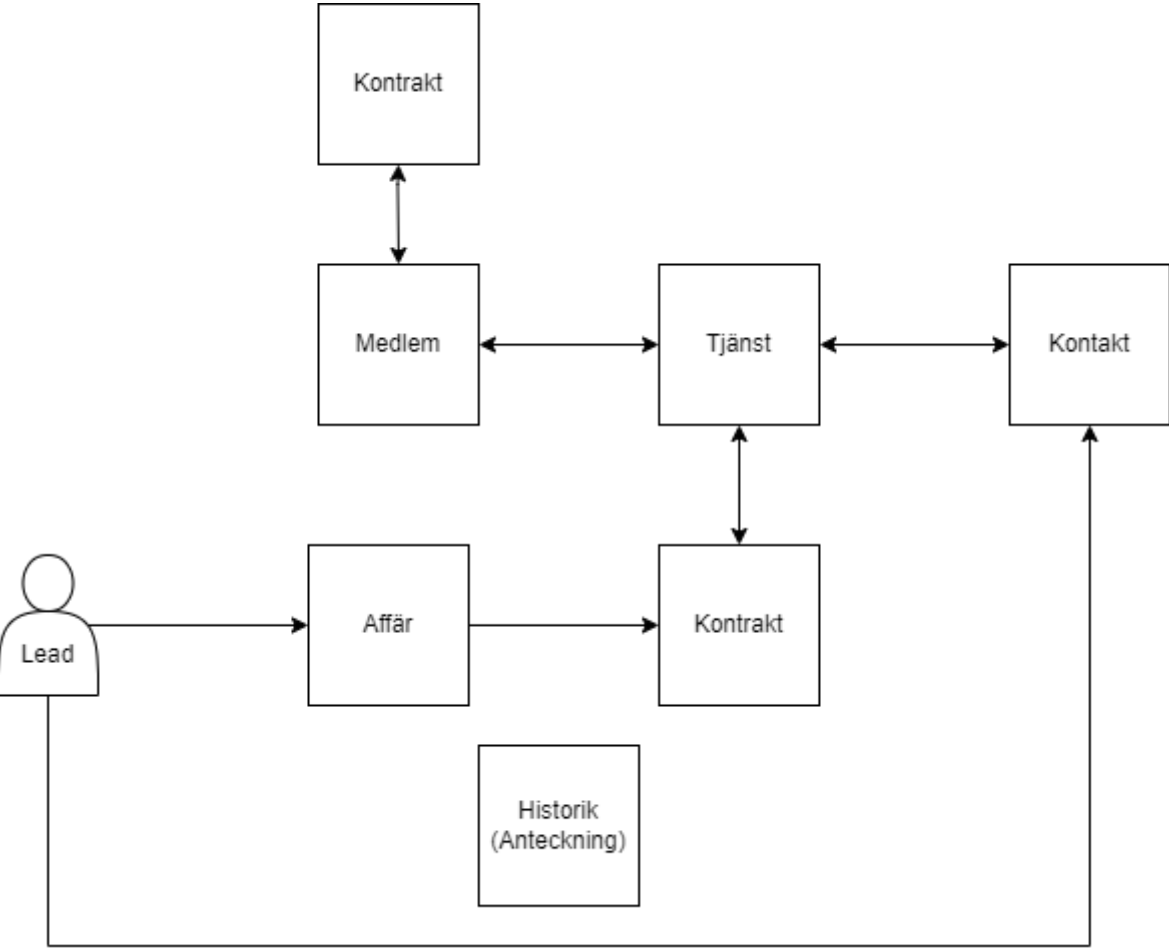 Kontrakt
Medlem
Tjänst
Kontakt
Lead
Affär
Kontrakt
Historik
(Anteckning)